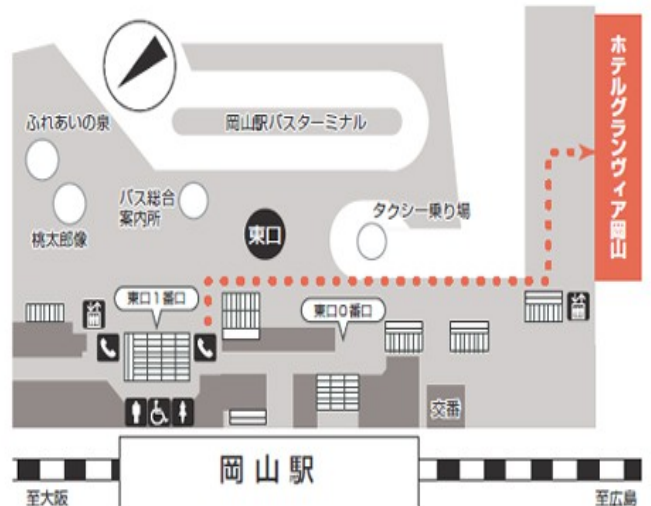 ふれあいの泉
岡山駅バスターミナル
ホテルグランヴィア岡山
バス総合
案内所
桃太郎像
東口
タクシー乗り場
東口1番口
東口0番口
交番
岡山駅
至大阪
至広島